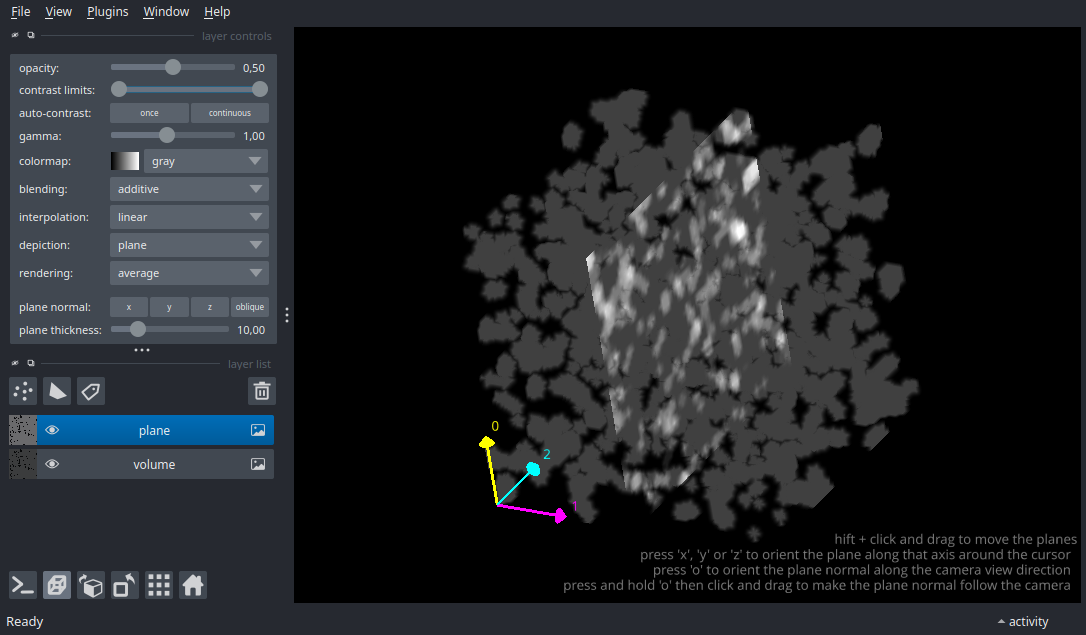 File View Plugins Window Help
layer controls
opacity: 0,50
contrast limits:
auto-contrast: once continuous
gamma: 1,00
colormap: gray
blending: additive
interpolation: linear
depiction: plane
rendering: average
plane normal: x y z oblique
plane thickness: 10,00
layer list
plane
volume
0
2
1
hift + click and drag to move the planes
press 'x', 'y' or 'z' to orient the plane along that axis around the cursor
press 'o' to orient the plane normal along the camera view direction
press and hold 'o' then click and drag to make the plane normal follow the camera
Ready
activity